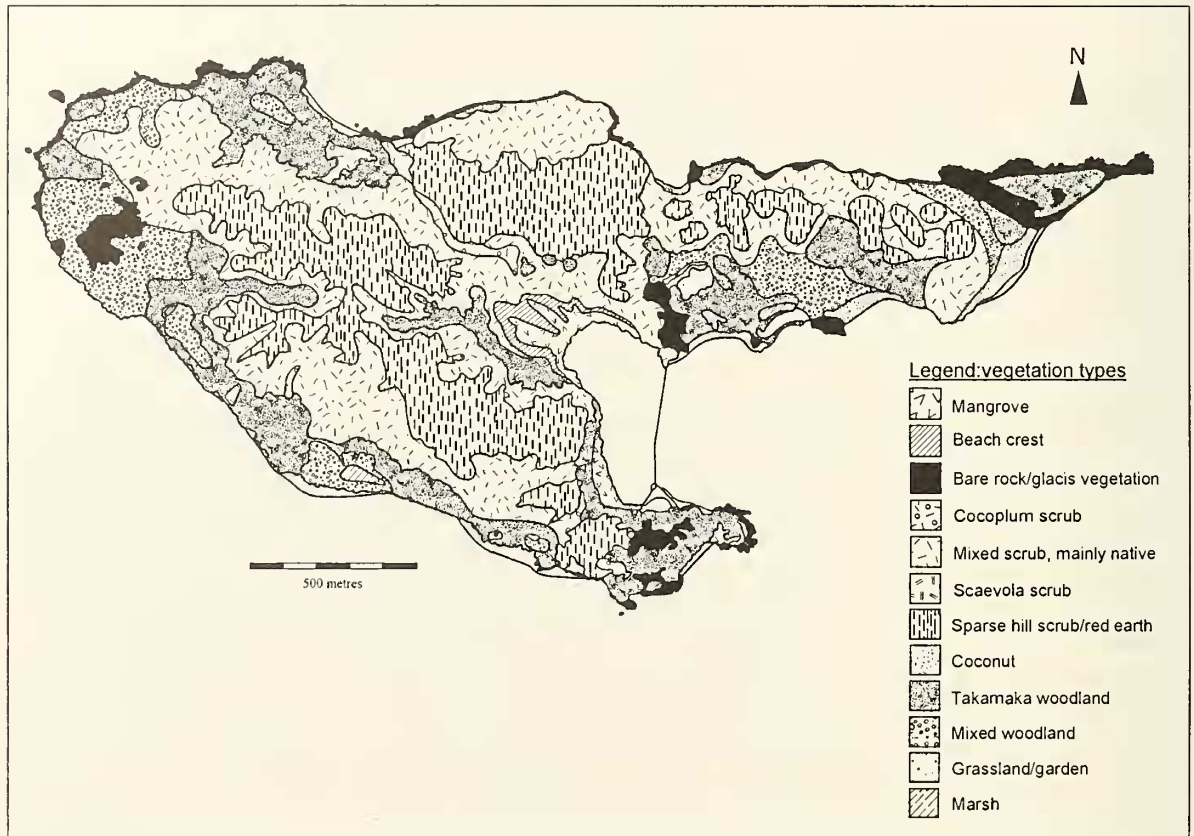 N
Legend:vegetation types
Mangrove
Beach crest
Bare rock/glacis vegetation
Cocoplum scrub
Mixed scrub, mainly native
Scaevola scrub
Sparse hill scrub/red earth
Coconut
Takamaka woodland
Mixed woodland
Grassland/garden
Marsh
500 metres